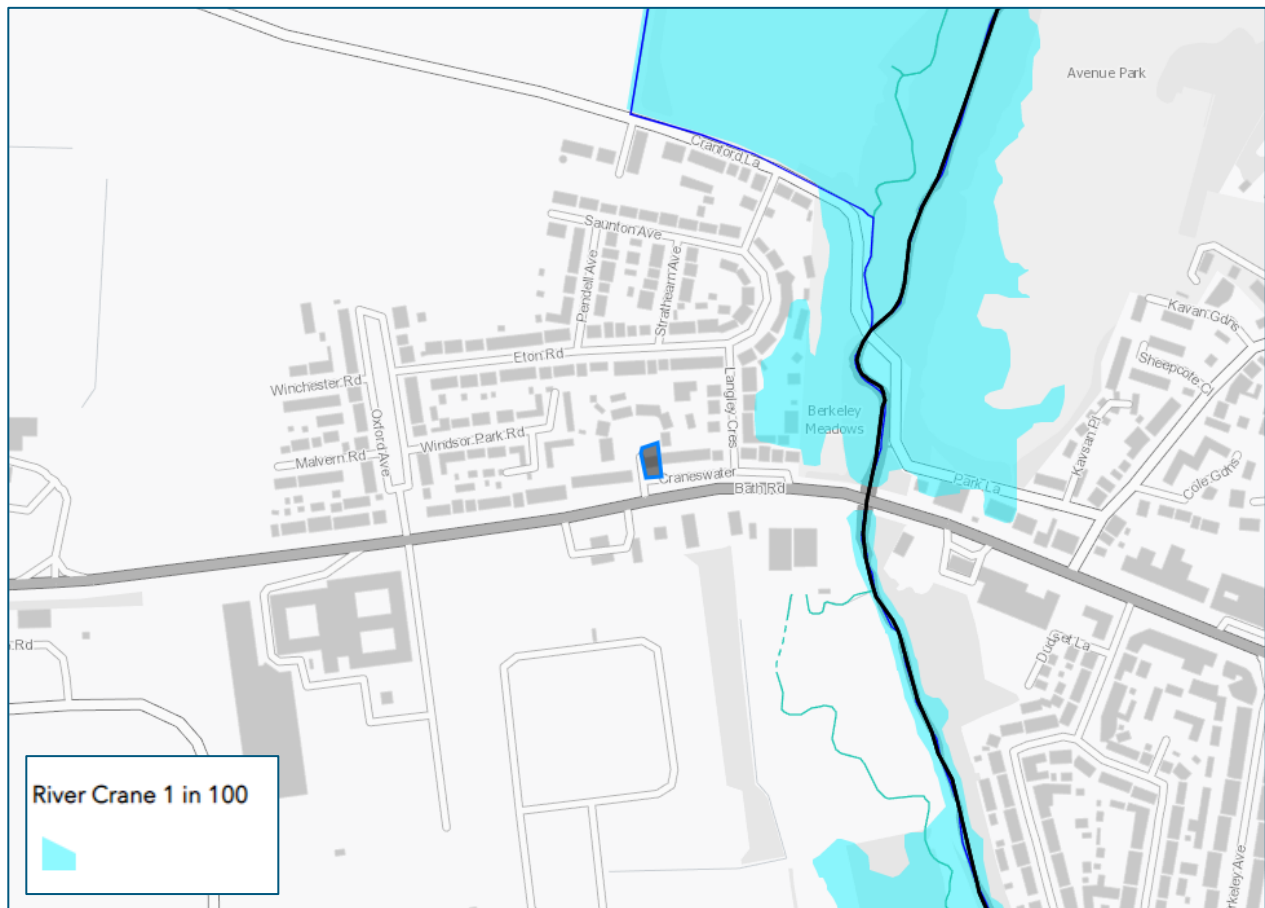 Avenue Park
Cranford La
Saunton Ave
Pendell Ave
Strathearn Ave
Kavan Gdns
Sheepcote Cl
Eton Rd
Winchester Rd
Langley Cres
Oxford Ave
Berkeley
Meadows
Windsor Park Rd
Malvern Rd
Kavsan Pl
Cole Gdns
Craneswater
Bath Rd
Park La
Rd
Dudset La
River Crane 1 in 100
rkeley Ave